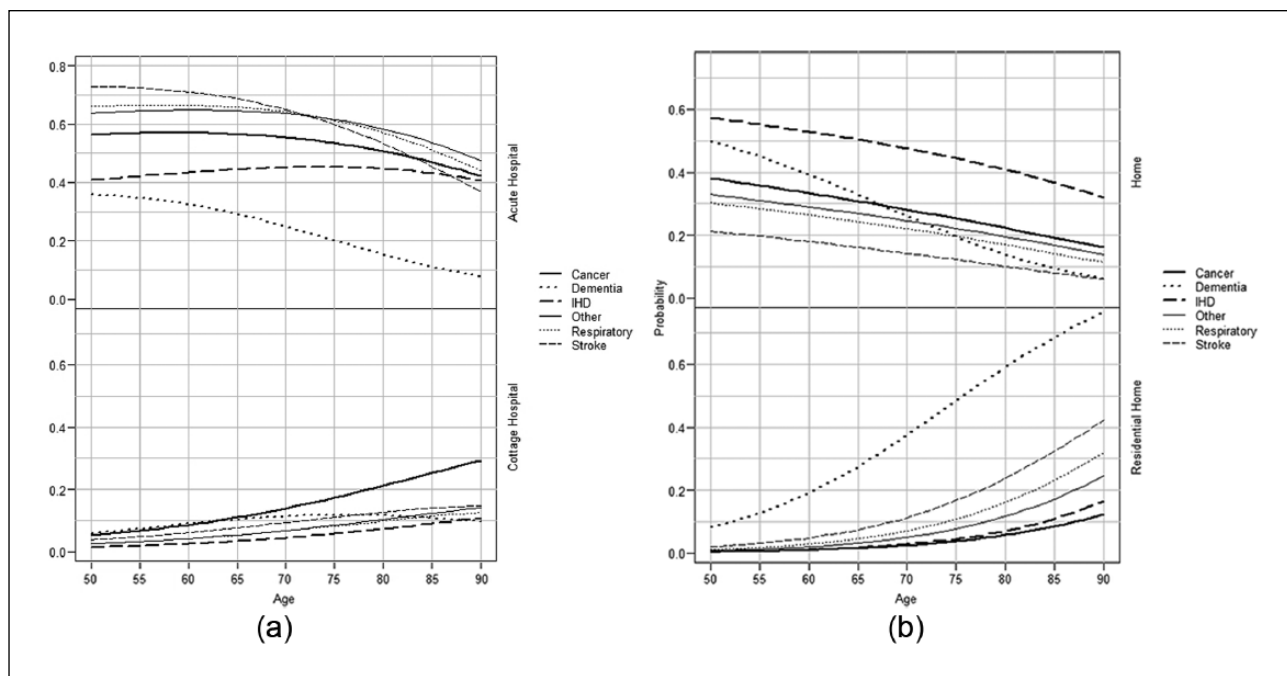 0.8
0.6
0.4
0.2
0.0
Acute Hospital
0.6
0.4
0.2
0.0
Cottage Hospital
50 55 60 65 70 75 80 85 90
Age
(a)
Cancer
Dementia
IHD
Other
Respiratory
Stroke
Probability
0.6
0.4
0.2
0.0
Home
0.6
0.4
0.2
0.0
Residential Home
50 55 60 65 70 75 80 85 90
Age
(b)
Cancer
Dementia
IHD
Other
Respiratory
Stroke